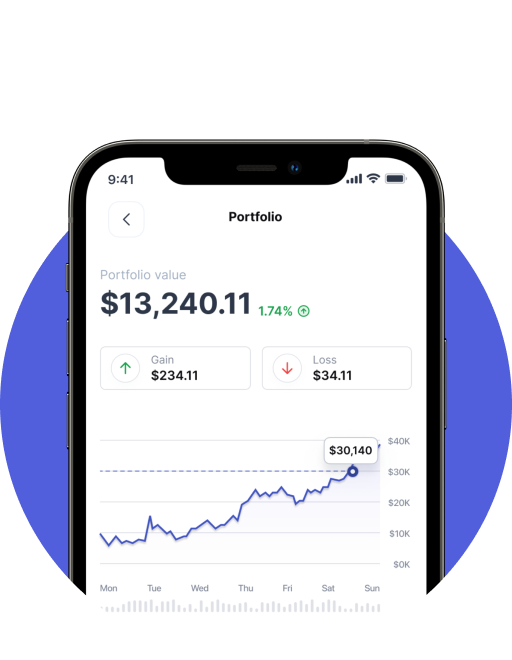 9:41
Portfolio
Portfolio value
$13,240.11 1.74%
Gain
$234.11
Loss
$34.11
$30,140
$40K
$30K
$20K
$10K
$0K
Mon Tue Wed Thu Fri Sat Sun